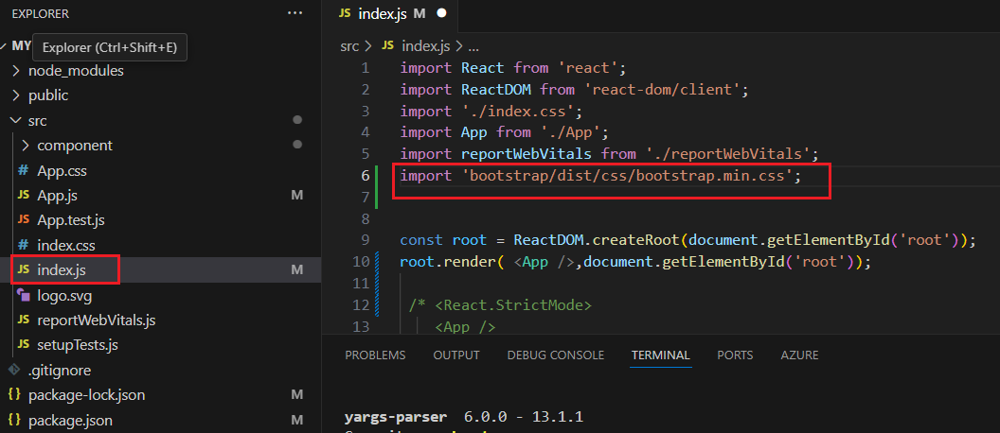 EXPLORER ...
MY
Explorer (Ctrl+Shift+E)
node_modules
public
src
component
# App.css
JS App.js M
JS App.test.js
# index.css
JS index.js M
logo.svg
JS reportWebVitals.js
JS setupTests.js
.gitignore
{} package-lock.json M
{} package.json M
JS index.js M
src > JS index.js > ...
1 import React from 'react';
2 import ReactDOM from 'react-dom/client';
3 import './index.css';
4 import App from './App';
5 import reportWebVitals from './reportWebVitals';
6 import 'bootstrap/dist/css/bootstrap.min.css';
7
8
9 const root = ReactDOM.createRoot(document.getElementById('root'));
10 root.render( <App />,document.getElementById('root'));
11
12 /* <React.StrictMode>
13 <App />
PROBLEMS OUTPUT DEBUG CONSOLE TERMINAL PORTS AZURE
yargs-parser 6.0.0 - 13.1.1